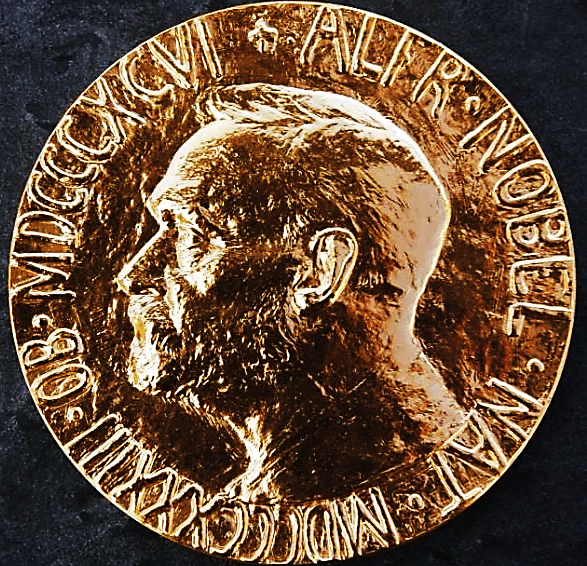 ALFR· NOBEL · NAT· MDCCCXXXIII · OB· MDCCCXCVI